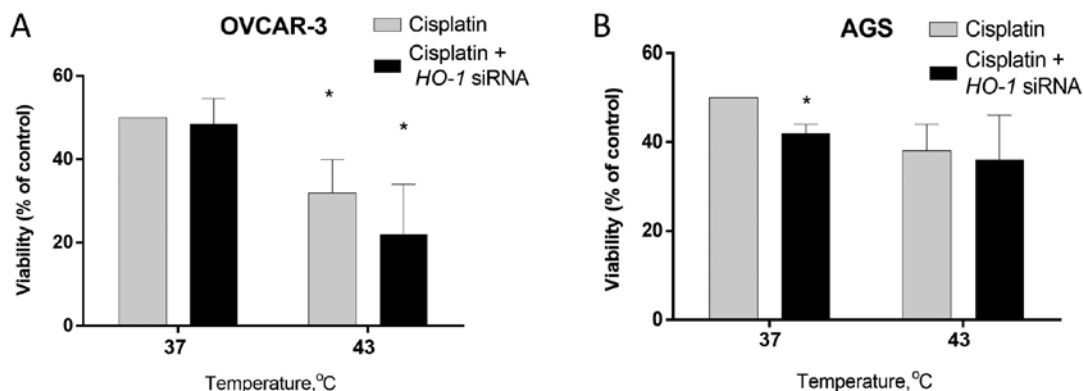 A
OVCAR-3
Cisplatin
Cisplatin +
HO-1 siRNA
Viability (% of control)
60
40
20
0
*
*
37
43
Temperature,°C
B
AGS
Cisplatin
Cisplatin +
HO-1 siRNA
Viability (% of control)
60
40
20
0
*
37
43
Temperature,°C